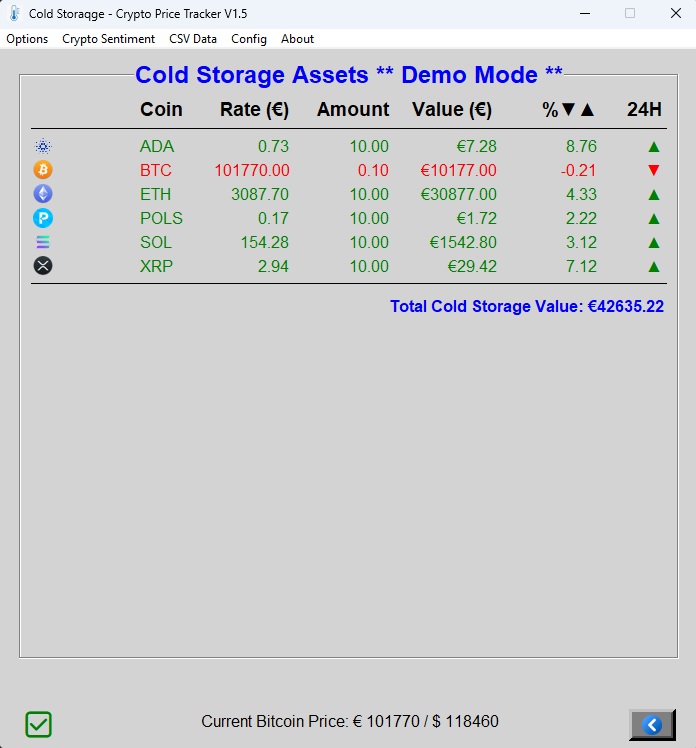 Cold Storaqge - Crypto Price Tracker V1.5
Options Crypto Sentiment CSV Data Config About
Cold Storage Assets ** Demo Mode **
Coin Rate (€) Amount Value (€) %▼▲ 24H
ADA 0.73 10.00 €7.28 8.76 ▲
BTC 101770.00 0.10 €10177.00 -0.21 ▼
ETH 3087.70 10.00 €30877.00 4.33 ▲
POLS 0.17 10.00 €1.72 2.22 ▲
SOL 154.28 10.00 €1542.80 3.12 ▲
XRP 2.94 10.00 €29.42 7.12 ▲
Total Cold Storage Value: €42635.22
Current Bitcoin Price: € 101770 / $ 118460